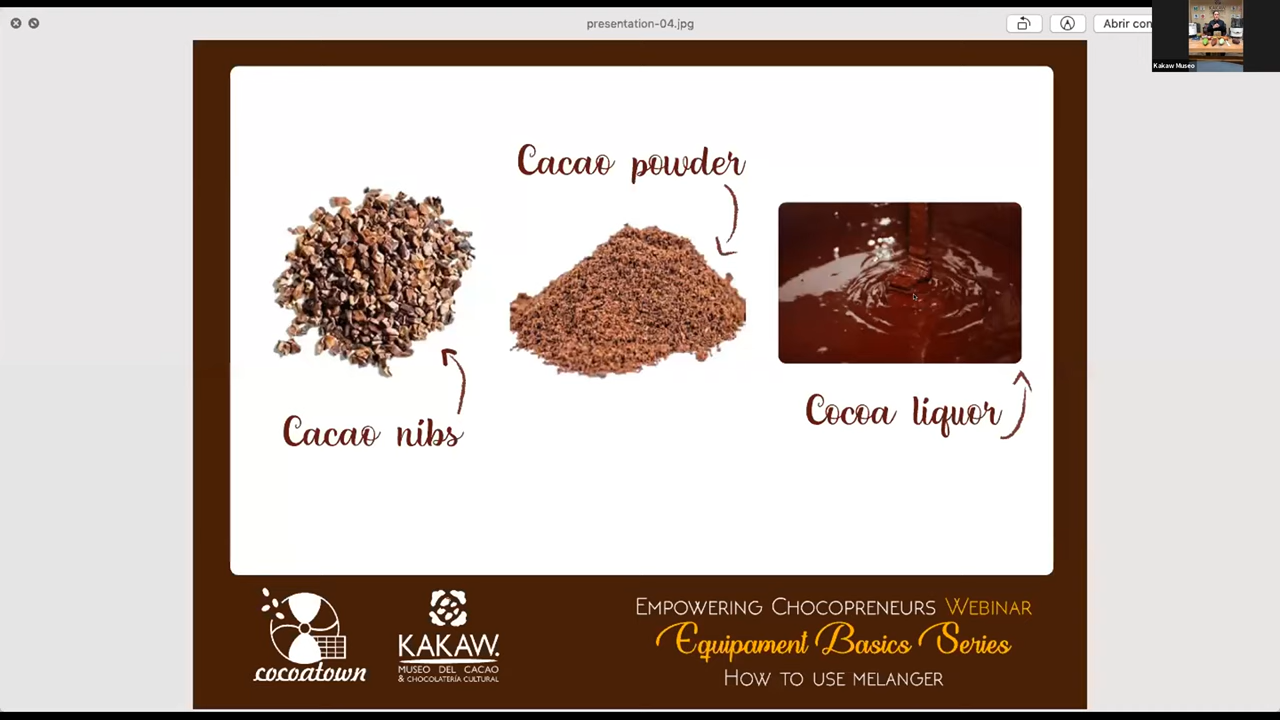 presentation-04.jpg
Abrir con
Kakaw Museo
Cacao powder
Cacao nibs
Cocoa liquor
cocoatown
KAKAW.
MUSEO DEL CACAO
& CHOCOLATERÍA CULTURAL
EMPOWERING CHOCOPRENEURS WEBINAR
Equipament Basics Series
HOW TO USE MELANGER